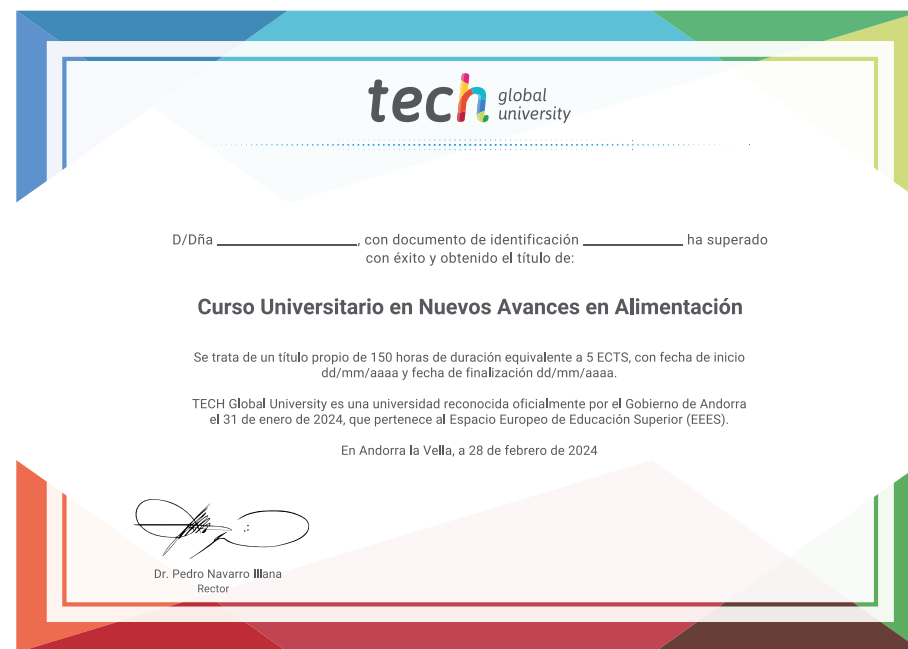 tech global university
D/Dña ____________, con documento de identificación ____________ ha superado
con éxito y obtenido el título de:
Curso Universitario en Nuevos Avances en Alimentación
Se trata de un título propio de 150 horas de duración equivalente a 5 ECTS, con fecha de inicio
dd/mm/aaaa y fecha de finalización dd/mm/aaaa.
TECH Global University es una universidad reconocida oficialmente por el Gobierno de Andorra
el 31 de enero de 2024, que pertenece al Espacio Europeo de Educación Superior (EEES).
En Andorra la Vella, a 28 de febrero de 2024
Dr. Pedro Navarro Illana
Rector